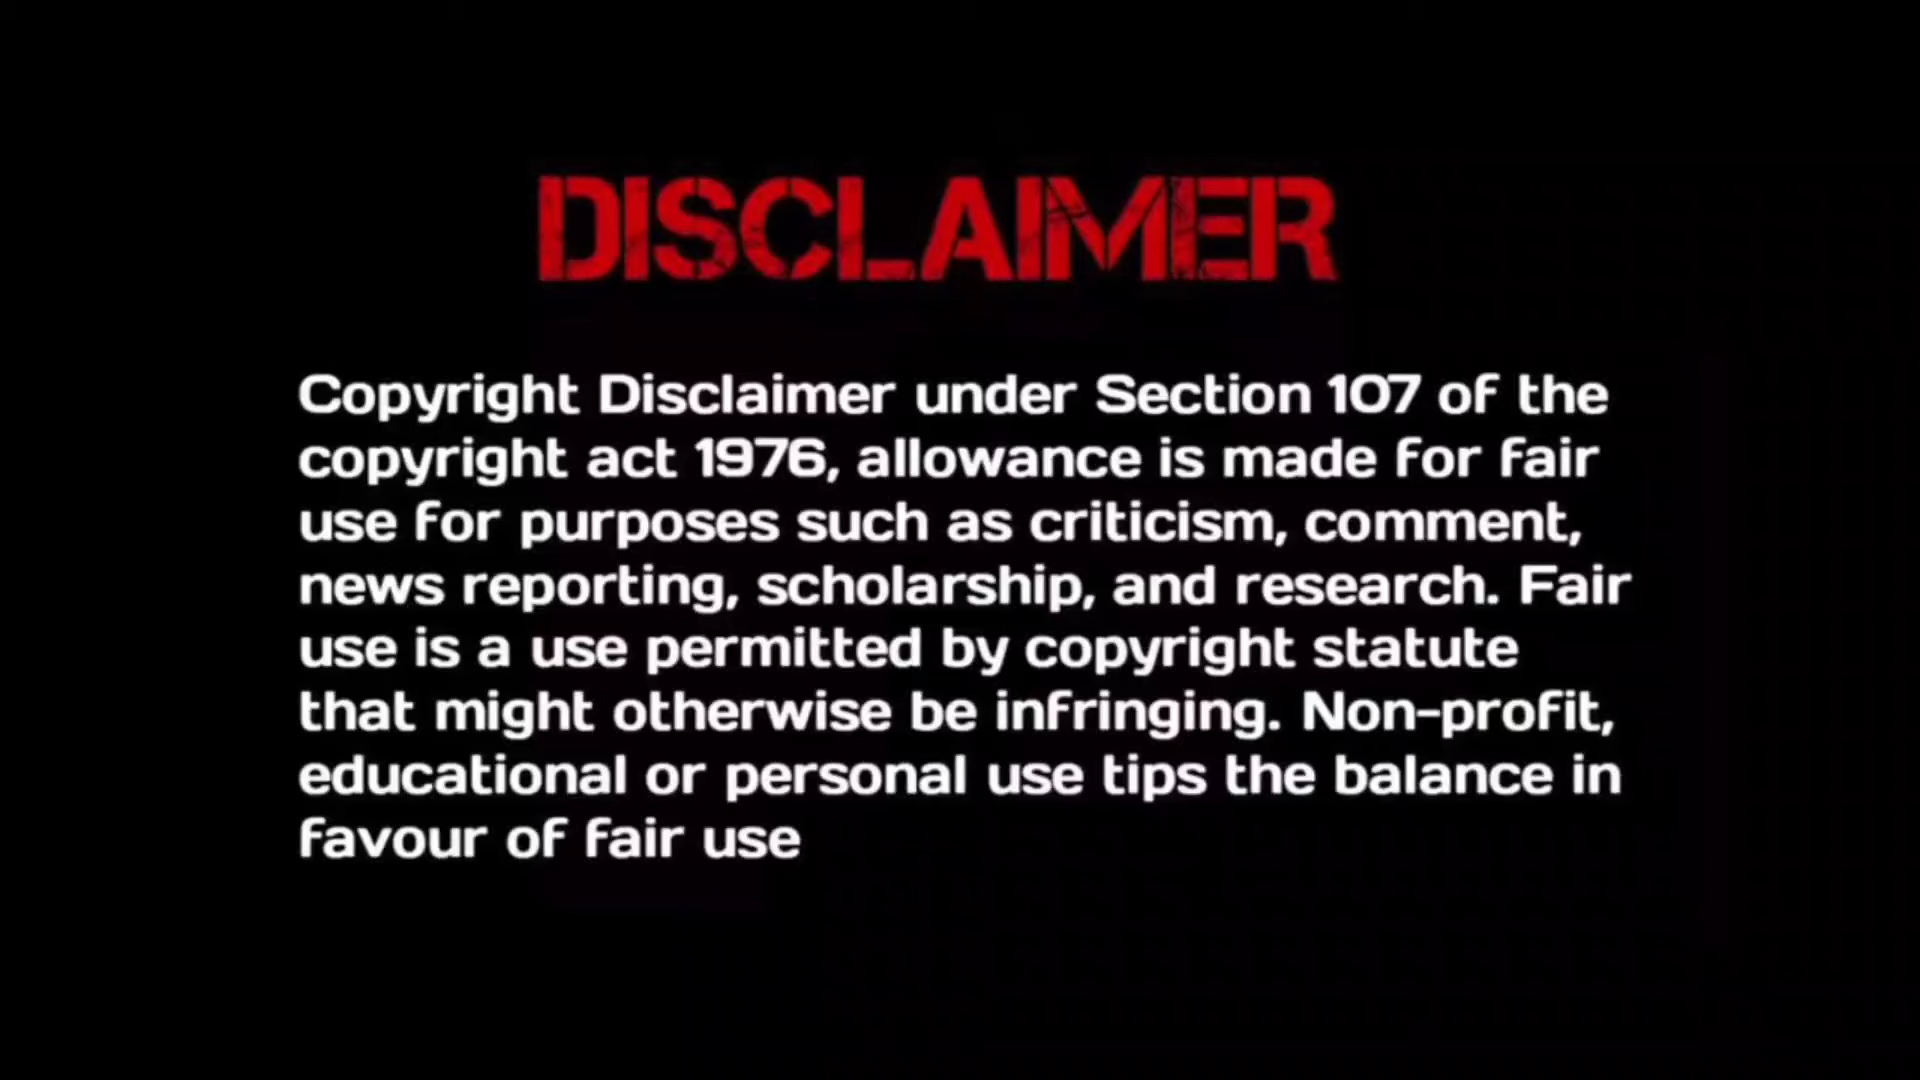 DISCLAIMER
Copyright Disclaimer under Section 107 of the
copyright act 1976, allowance is made for fair
use for purposes such as criticism, comment,
news reporting, scholarship, and research. Fair
use is a use permitted by copyright statute
that might otherwise be infringing. Non-profit,
educational or personal use tips the balance in
favour of fair use